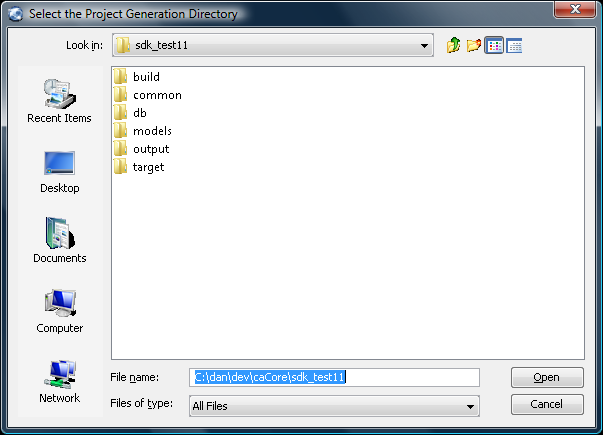 Select the Project Generation Directory
Look in: sdk_test11
build
common
db
models
output
target
Recent Items
Desktop
Documents
Computer
Network
File name: C:\dan\dev\caCore\sdk_test11
Open
Files of type: All Files
Cancel